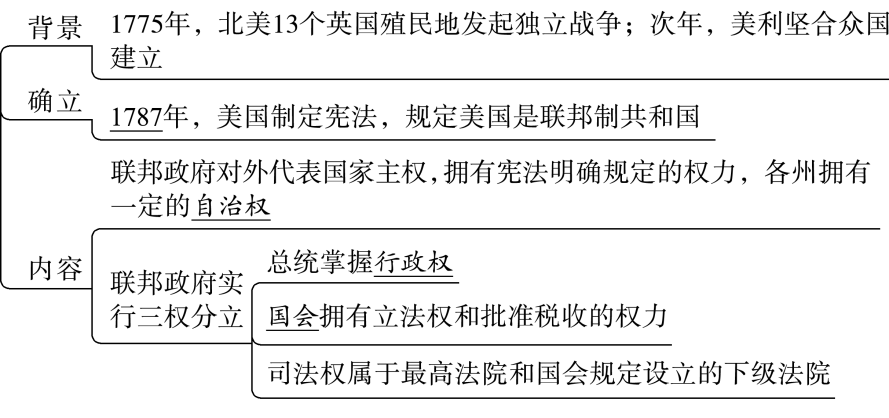 背景
1775年，北美13个英国殖民地发起独立战争；次年，美利坚合众国
建立
确立
1787年，美国制定宪法，规定美国是联邦制共和国
联邦政府对外代表国家主权，拥有宪法明确规定的权力，各州拥有
一定的自治权
内容
联邦政府实
行三权分立
总统掌握行政权
国会拥有立法权和批准税收的权力
司法权属于最高法院和国会规定设立的下级法院